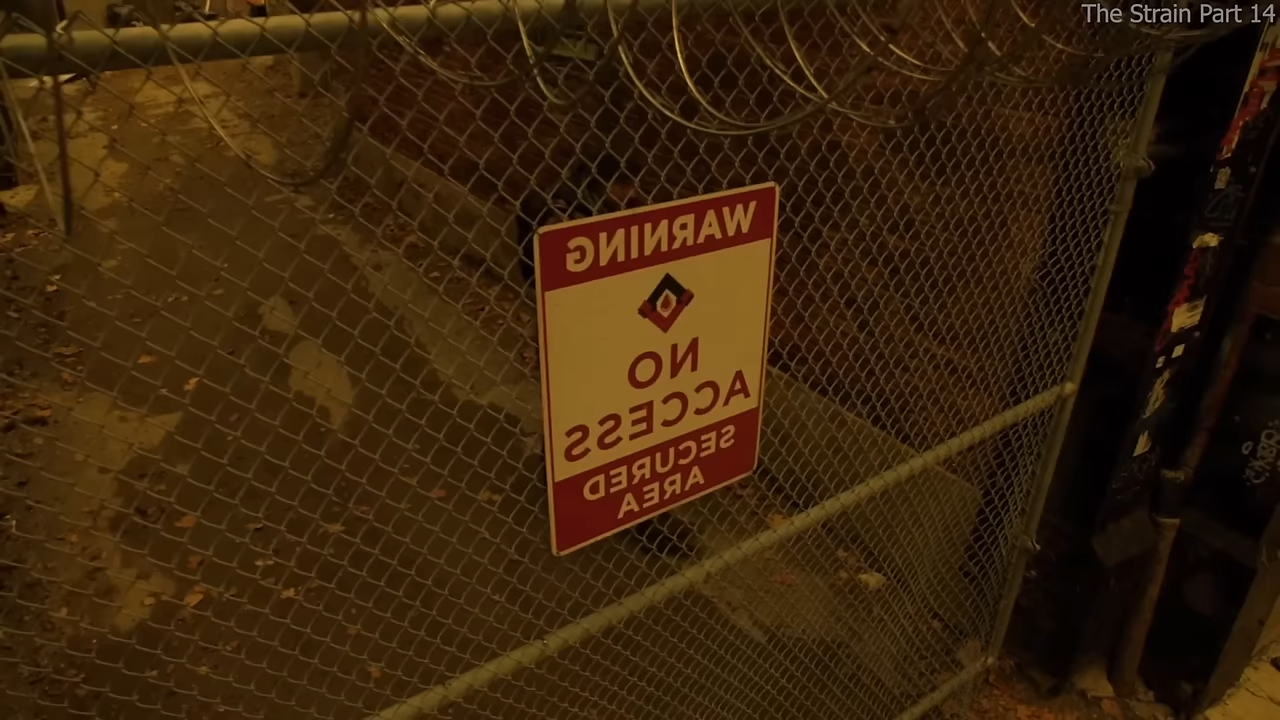 The Strain Part 14
WARNING
NO
ACCESS
SECURED
AREA